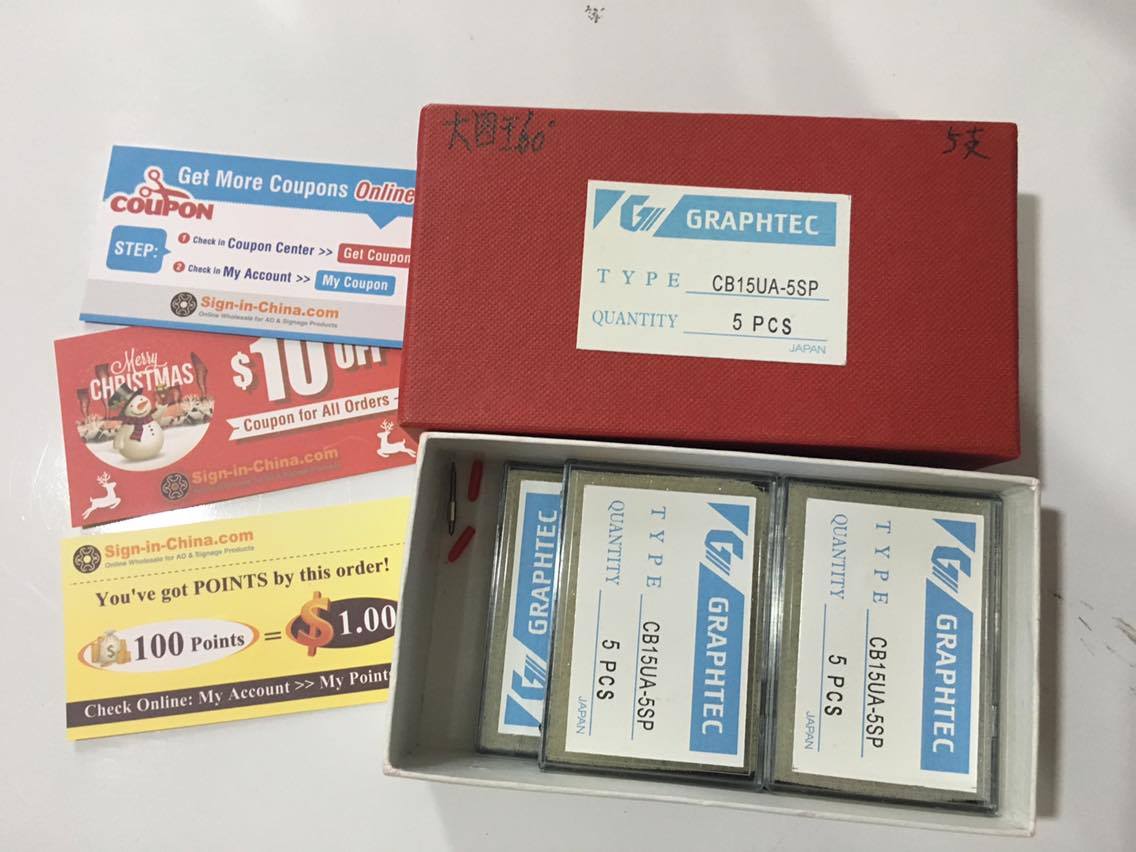 大图王60°
5支
GRAPHTEC
TYPE CB15UA-5SP
QUANTITY 5 PCS
JAPAN
Get More Coupons Online
COUPON
STEP:
1 Check in Coupon Center >> Get Coupon
2 Check in My Account >> My Coupon
Sign-in-China.com
Online Wholesale for AD & Signage Products
Merry
CHRISTMAS
$10 OFF
Coupon for All Orders -
Sign-in-China.com
Sign-in-China.com
Online Wholesale for AD & Signage Products
You've got POINTS by this order!
100 Points = $1.00
Check Online: My Account >> My Points
GRAPHTEC
GRAPHTEC
TYPE CB15UA-5SP
QUANTITY 5 PCS
JAPAN
GRAPHTEC
TYPE CB15UA-5SP
QUANTITY 5 PCS
JAPAN